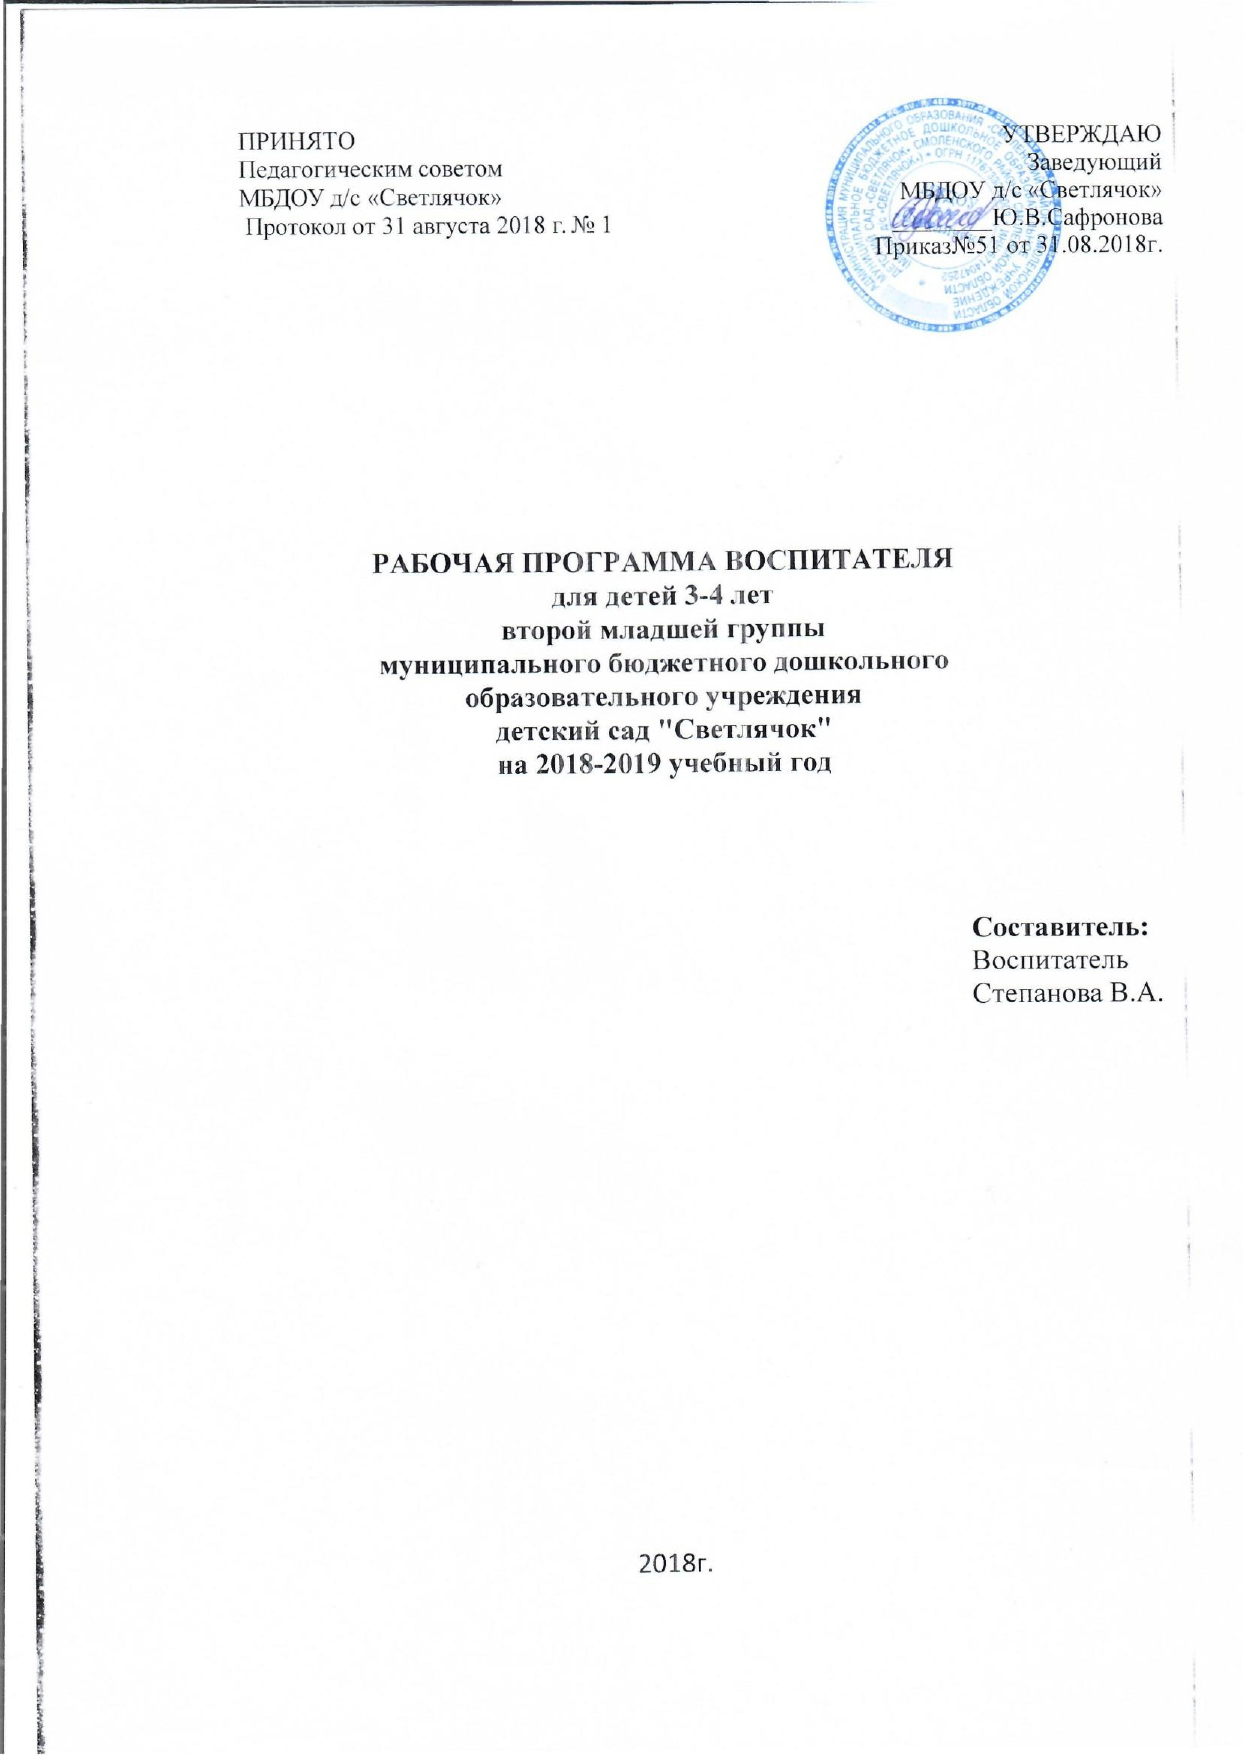 ПРИНЯТО
Педагогическим советом
МБДОУ д/с «Светлячок»
Протокол от 31 августа 2018 г. № 1
УТВЕРЖДАЮ
Заведующий
МБДОУ д/с «Светлячок»
Ю.В.Сафронова
Приказ№51 от 31.08.2018г.
РАБОЧАЯ ПРОГРАММА ВОСПИТАТЕЛЯ
для детей 3-4 лет
второй младшей группы
муниципального бюджетного дошкольного
образовательного учреждения
детский сад "Светлячок"
на 2018-2019 учебный год
Составитель:
Воспитатель
Степанова В.А.
2018г.